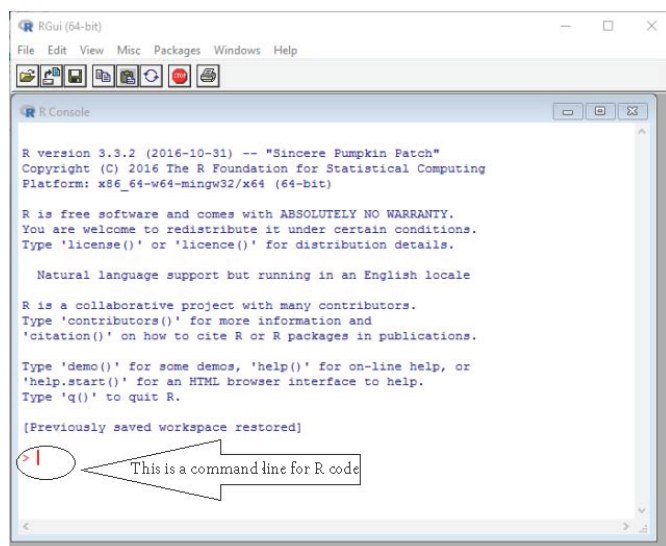 RGui (64-bit)
File Edit View Misc Packages Windows Help
STOP
R Console
R version 3.3.2 (2016-10-31) -- "Sincere Pumpkin Patch"
Copyright (C) 2016 The R Foundation for Statistical Computing
Platform: x86_64-w64-mingw32/x64 (64-bit)
R is free software and comes with ABSOLUTELY NO WARRANTY.
You are welcome to redistribute it under certain conditions.
Type 'license()' or 'licence()' for distribution details.
Natural language support but running in an English locale
R is a collaborative project with many contributors.
Type 'contributors()' for more information and
'citation()' on how to cite R or R packages in publications.
Type 'demo()' for some demos, 'help()' for on-line help, or
'help.start()' for an HTML browser interface to help.
Type 'q()' to quit R.
[Previously saved workspace restored]
>
This is a command line for R code